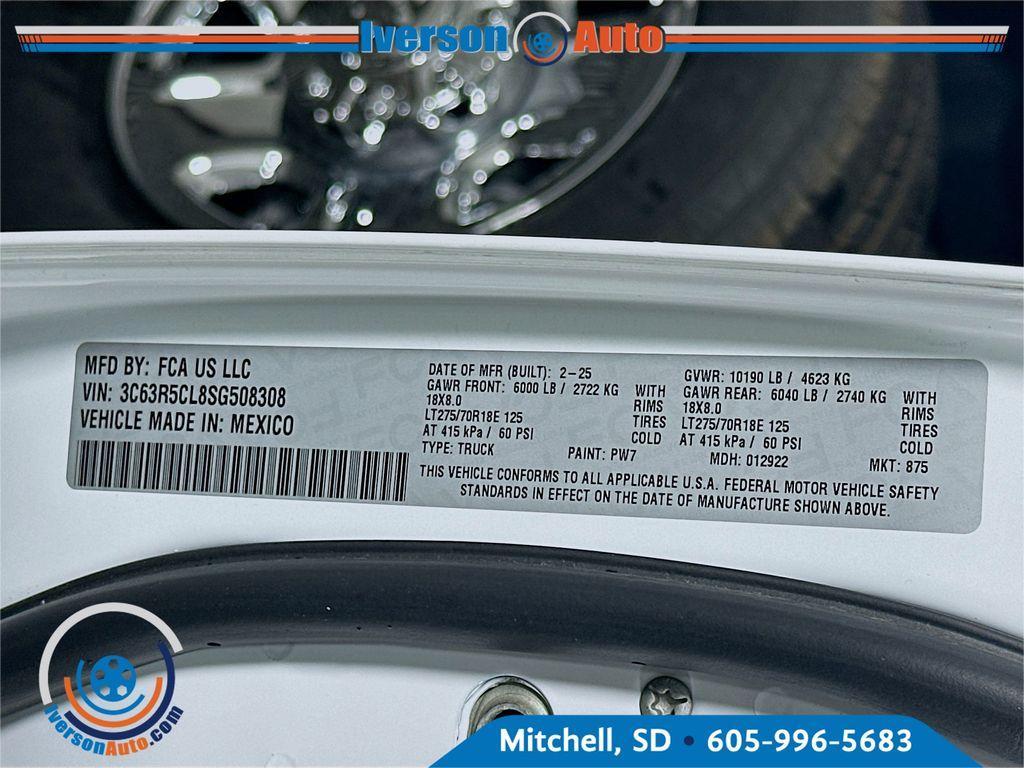 Iverson Auto
MFD BY: FCA US LLC
VIN: 3C63R5CL8SG508308
VEHICLE MADE IN: MEXICO
DATE OF MFR (BUILT): 2-25
GAWR FRONT: 6000 LB / 2722 KG WITH
18X8.0 RIMS
LT275/70R18E 125 TIRES
AT 415 kPa / 60 PSI COLD
TYPE: TRUCK PAINT: PW7
GVWR: 10190 LB / 4623 KG
GAWR REAR: 6040 LB / 2740 KG WITH
18X8.0 RIMS
LT275/70R18E 125 TIRES
AT 415 kPa / 60 PSI COLD
MDH: 012922 MKT: 875
THIS VEHICLE CONFORMS TO ALL APPLICABLE U.S.A. FEDERAL MOTOR VEHICLE SAFETY
STANDARDS IN EFFECT ON THE DATE OF MANUFACTURE SHOWN ABOVE.
IversonAuto.com
Mitchell, SD • 605-996-5683